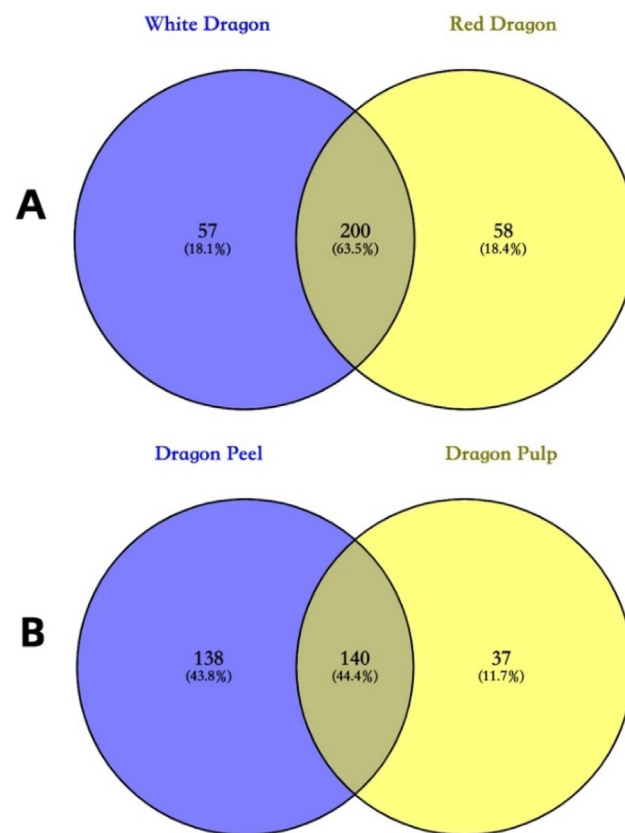 White Dragon Red Dragon
A
57 200 58
(18.1%) (63.5%) (18.4%)
Dragon Peel Dragon Pulp
B
138 140 37
(43.8%) (44.4%) (11.7%)